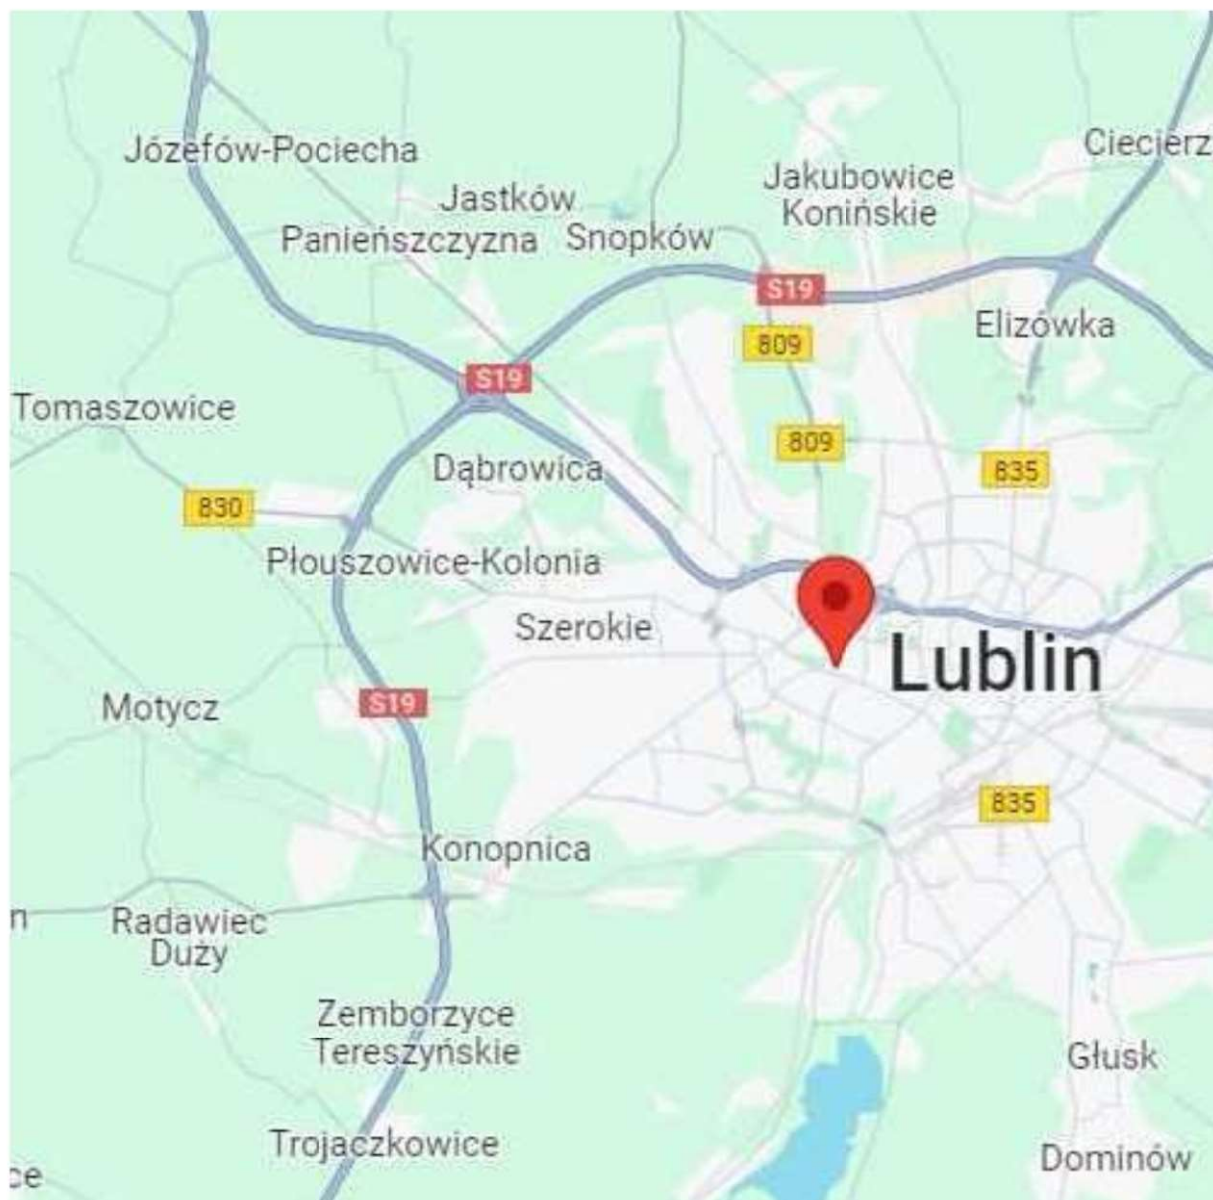 Ciecierz
Józefów-Pociecha
Jakubowice
Konińskie
Jastków
Panieńszczyzna
Snopków
S19
Elizówka
809
S19
Tomaszowice
809
Dąbrowica
835
830
Płouszowice-Kolonia
Szerokie
Lublin
S19
Motycz
835
Konopnica
n
Radawiec
Duży
Zemborzyce
Tereszyńskie
Głusk
Trojaczkowice
Dominów
ce